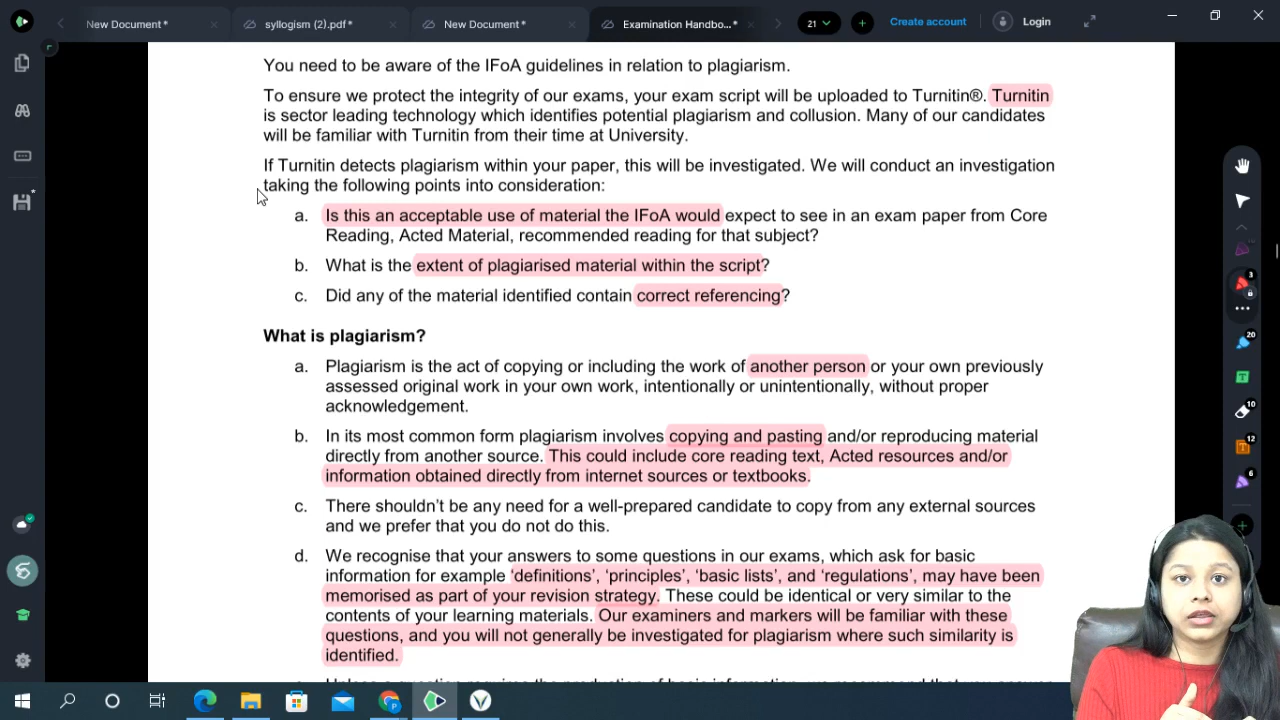 New Document*
syllogism (2).pdf*
New Document*
Examination Handbo...*
21
Create account
Login
You need to be aware of the IFoA guidelines in relation to plagiarism.
To ensure we protect the integrity of our exams, your exam script will be uploaded to Turnitin®. Turnitin
is sector leading technology which identifies potential plagiarism and collusion. Many of our candidates
will be familiar with Turnitin from their time at University.
If Turnitin detects plagiarism within your paper, this will be investigated. We will conduct an investigation
taking the following points into consideration:
a. Is this an acceptable use of material the IFoA would expect to see in an exam paper from Core
Reading, Acted Material, recommended reading for that subject?
b. What is the extent of plagiarised material within the script?
c. Did any of the material identified contain correct referencing?
What is plagiarism?
a. Plagiarism is the act of copying or including the work of another person or your own previously
assessed original work in your own work, intentionally or unintentionally, without proper
acknowledgement.
b. In its most common form plagiarism involves copying and pasting and/or reproducing material
directly from another source. This could include core reading text, Acted resources and/or
information obtained directly from internet sources or textbooks.
c. There shouldn't be any need for a well-prepared candidate to copy from any external sources
and we prefer that you do not do this.
d. We recognise that your answers to some questions in our exams, which ask for basic
information for example 'definitions', 'principles', 'basic lists', and 'regulations', may have been
memorised as part of your revision strategy. These could be identical or very similar to the
contents of your learning materials. Our examiners and markers will be familiar with these
questions, and you will not generally be investigated for plagiarism where such similarity is
identified.
3
20
10
12
6